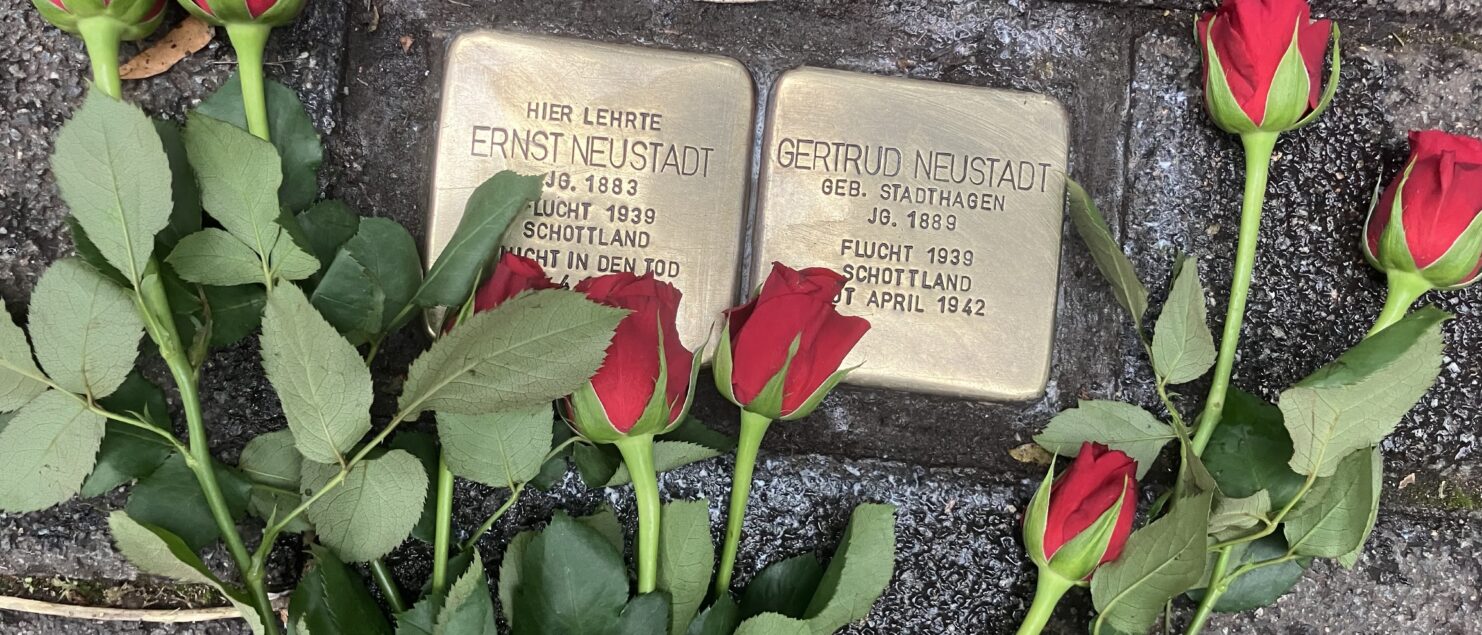 HIER LEHRTE
ERNST NEUSTADT
JG. 1883
FLUCHT 1939
SCHOTTLAND
IN DEN TOD
GERTRUD NEUSTADT
GEB. STADTHAGEN
JG. 1889
FLUCHT 1939
SCHOTTLAND
APRIL 1942